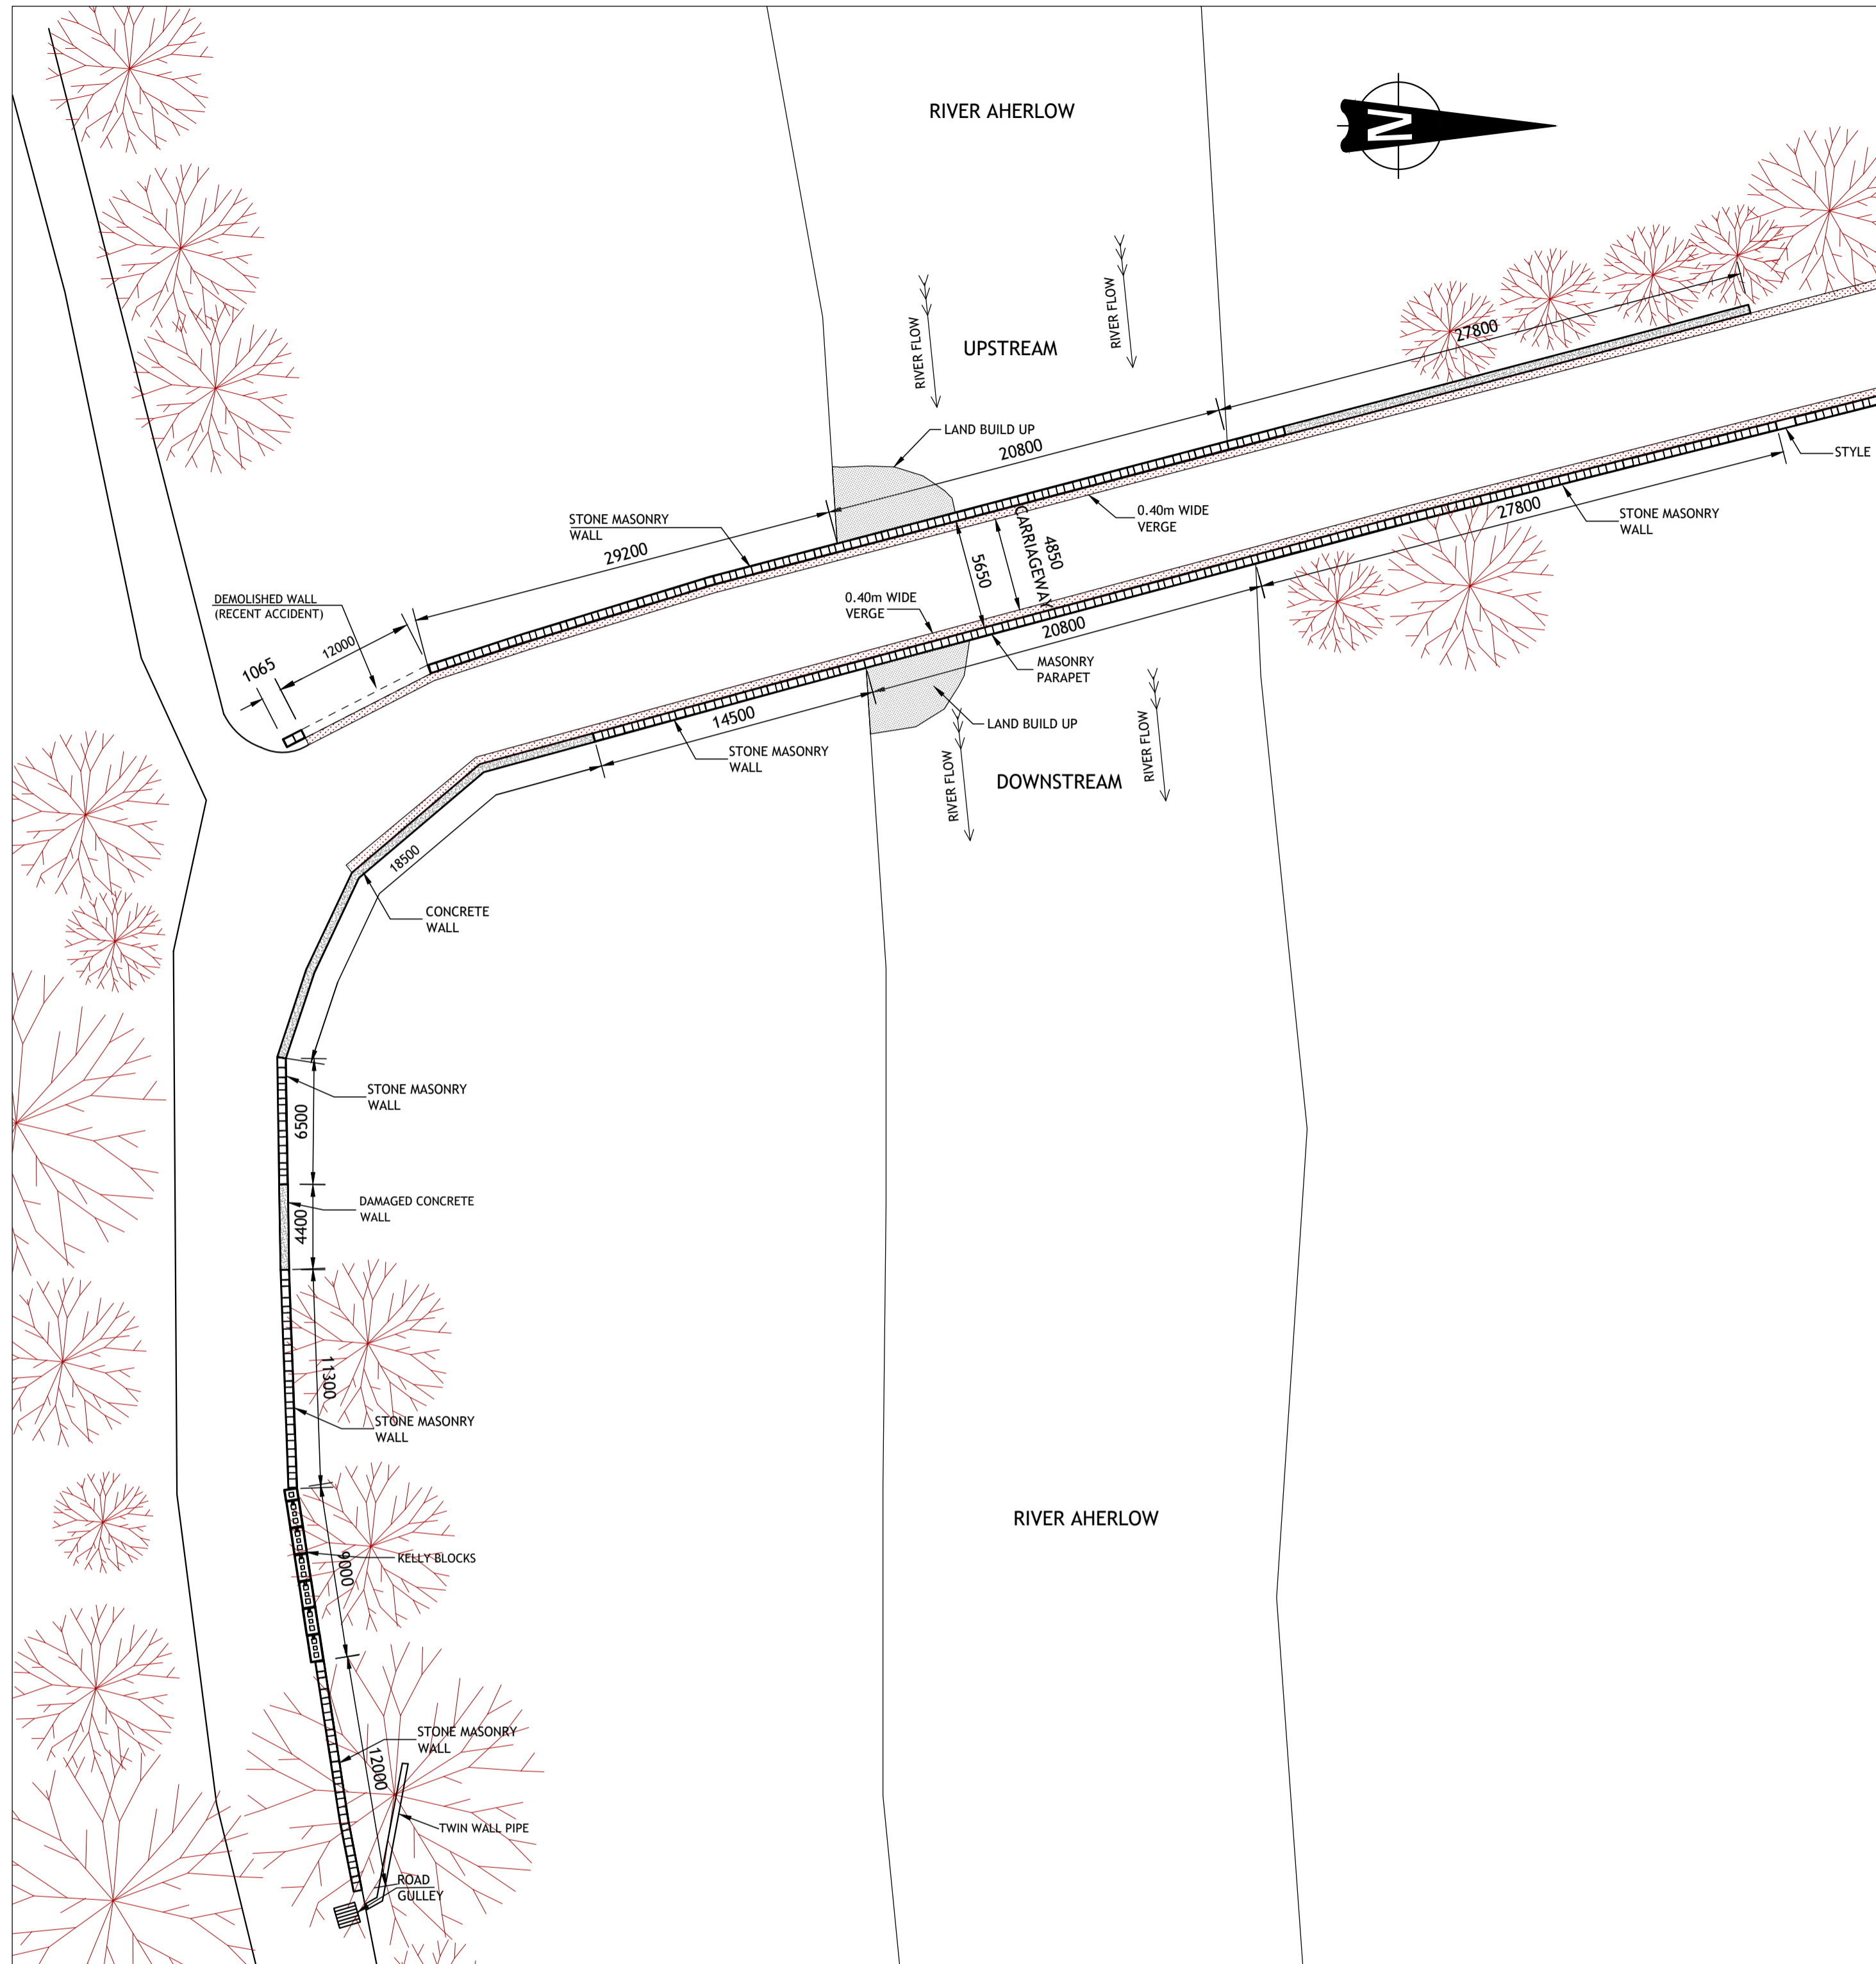 RIVER AHERLOW
N
RIVER FLOW
RIVER FLOW
UPSTREAM
27800
LAND BUILD UP
20800
STYLE
0.40m WIDE
VERGE
STONE MASONRY
WALL
27800
STONE MASONRY
WALL
29200
4850
CARRIAGEWAY
5650
DEMOLISHED WALL
(RECENT ACCIDENT)
0.40m WIDE
VERGE
20800
12000
1065
MASONRY
PARAPET
14500
LAND BUILD UP
STONE MASONRY
WALL
RIVER FLOW
RIVER FLOW
DOWNSTREAM
18500
CONCRETE
WALL
STONE MASONRY
WALL
6500
DAMAGED CONCRETE
WALL
4400
11300
STONE MASONRY
WALL
RIVER AHERLOW
KELLY BLOCKS
9000
STONE MASONRY
WALL
12000
TWIN WALL PIPE
ROAD
GULLEY